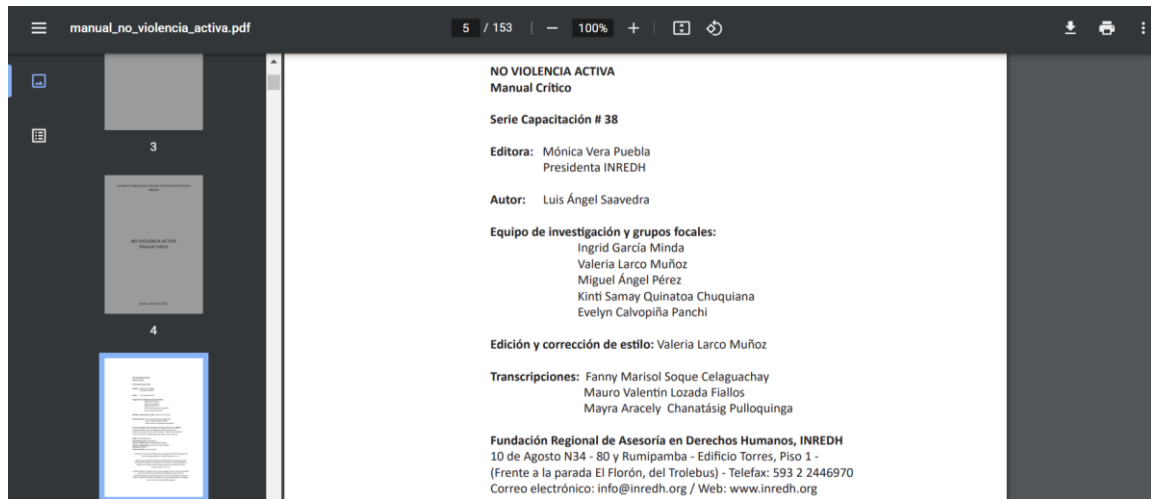 manual_no_violencia_activa.pdf
5 / 153
100%
3
NO VIOLENCIA ACTIVA
Manual Crítico
4
NO VIOLENCIA ACTIVA
Manual Crítico
Serie Capacitación # 38
Editora: Mónica Vera Puebla
Presidenta INREDH
Autor: Luis Ángel Saavedra
Equipo de investigación y grupos focales:
Ingrid García Minda
Valeria Larco Muñoz
Miguel Ángel Pérez
Kinti Samay Quinatoa Chuquiana
Evelyn Calvopiña Panchi
Edición y corrección de estilo: Valeria Larco Muñoz
Transcripciones: Fanny Marisol Soque Celaguachay
Mauro Valentin Lozada Fiallos
Mayra Aracely Chanatásig Pulloquinga
Fundación Regional de Asesoría en Derechos Humanos, INREDH
10 de Agosto N34 - 80 y Rumipamba - Edificio Torres, Piso 1 -
(Frente a la parada El Florón, del Trolebus) - Telefax: 593 2 2446970
Correo electrónico: info@inredh.org / Web: www.inredh.org